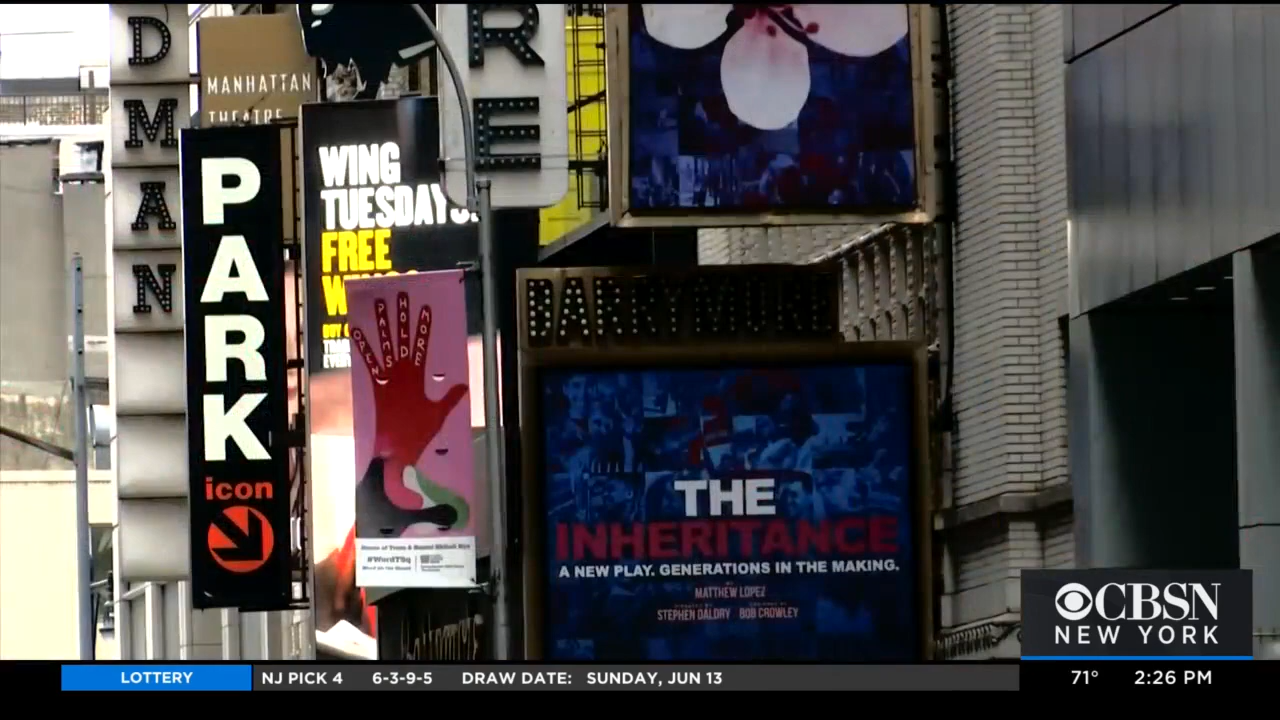 D
M
A
N
MANHATTAN
THEATRE
PARK
icon
R
E
WING
TUESDAYS
FREE
OPEN
PALMS
HOLD
MORE
#WordTSq
BARRYMORE
THE
INHERITANCE
A NEW PLAY. GENERATIONS IN THE MAKING.
BY
MATTHEW LOPEZ
STEPHEN DALDRY BOB CROWLEY
CBSN
NEW YORK
LOTTERY NJ PICK 4 6-3-9-5 DRAW DATE: SUNDAY, JUN 13 71° 2:26 PM